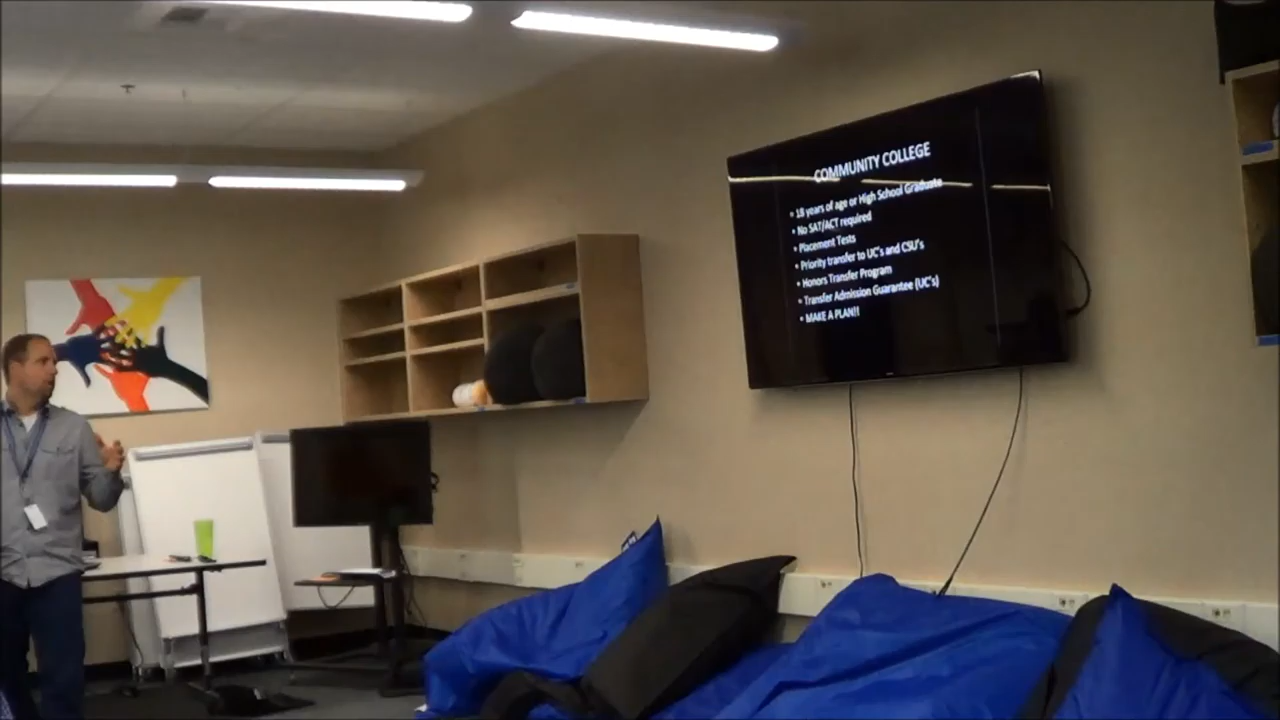 COMMUNITY COLLEGE
• 18 years of age or High School Graduate
• No SAT/ACT required
• Placement Tests
• Priority transfer to UC's and CSU's
• Honors Transfer Program
• Transfer Admission Guarantee (UC's)
• MAKE A PLAN!!